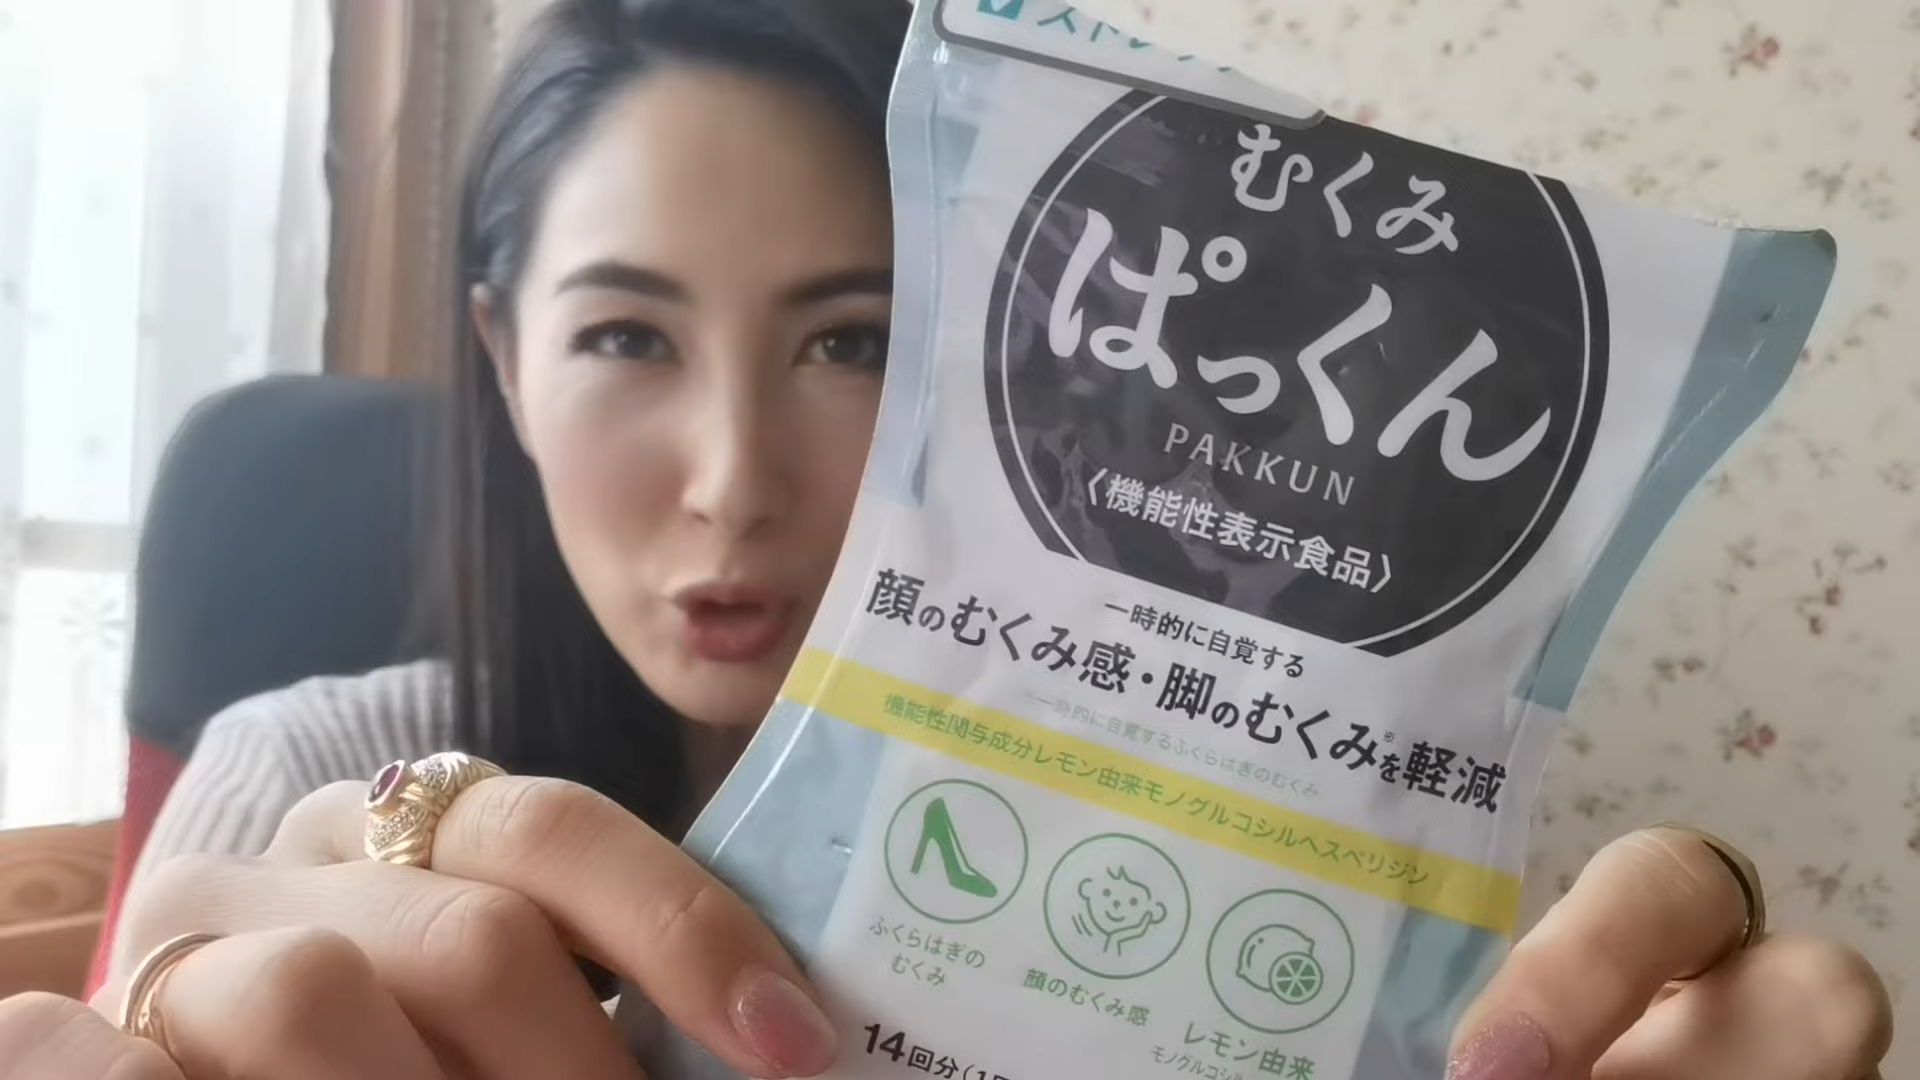 むくみ
ぱっくん
PAKKUN
〈機能性表示食品〉
一時的に自覚する
顔のむくみ感・脚のむくみ※を軽減
一時的に自覚するふくらはぎのむくみ
機能性関与成分レモン由来モノグルコシルヘスペリジン
ふくらはぎの
むくみ
顔のむくみ感
レモン由来
14回分